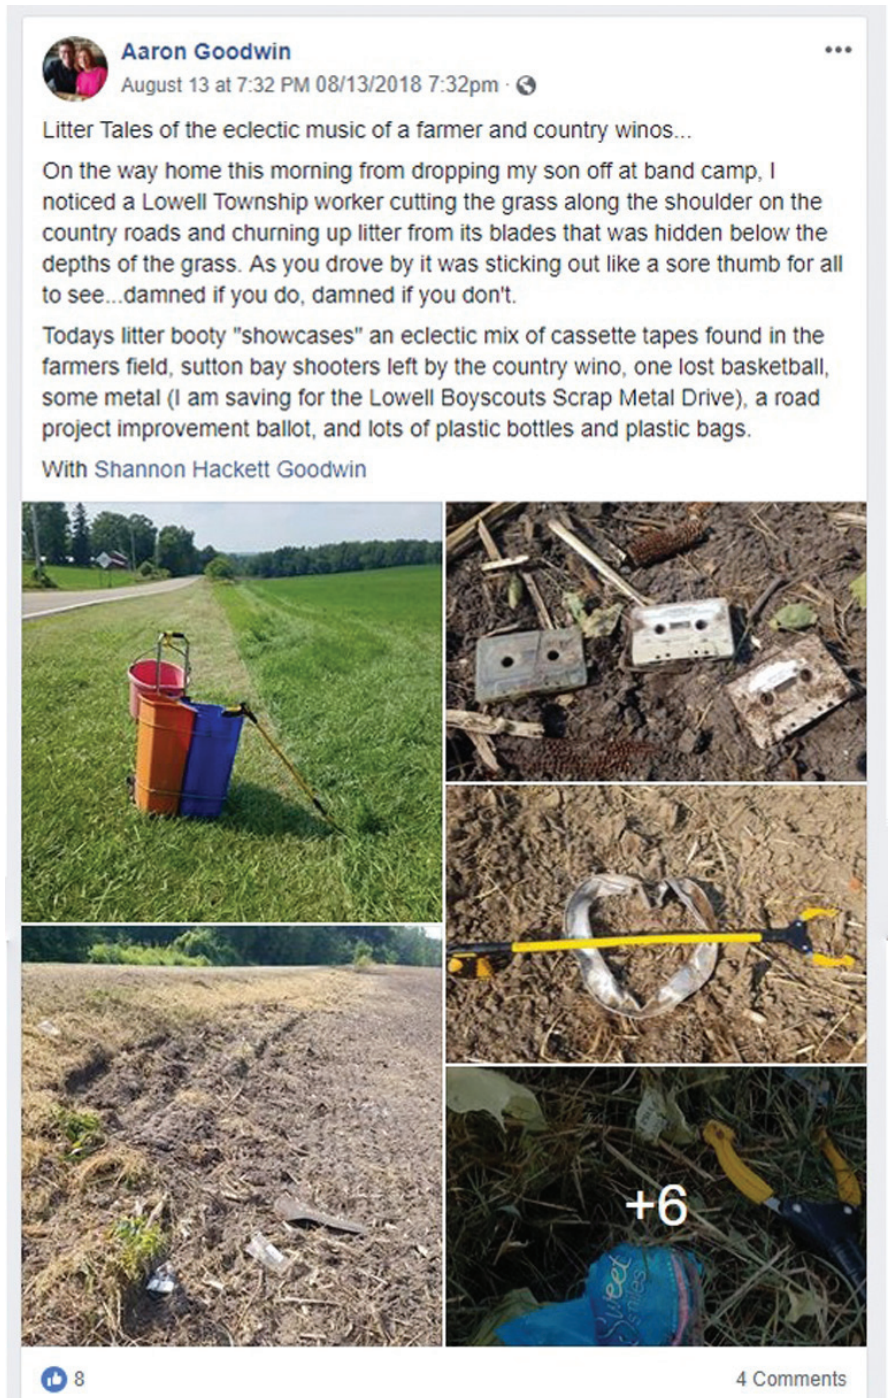 Aaron Goodwin
August 13 at 7:32 PM 08/13/2018 7:32pm ·
Litter Tales of the eclectic music of a farmer and country winos...
On the way home this morning from dropping my son off at band camp, I
noticed a Lowell Township worker cutting the grass along the shoulder on the
country roads and churning up litter from its blades that was hidden below the
depths of the grass. As you drove by it was sticking out like a sore thumb for all
to see...damned if you do, damned if you don't.
Todays litter booty "showcases" an eclectic mix of cassette tapes found in the
farmers field, sutton bay shooters left by the country wino, one lost basketball,
some metal (I am saving for the Lowell Boyscouts Scrap Metal Drive), a road
project improvement ballot, and lots of plastic bottles and plastic bags.
With Shannon Hackett Goodwin
+6
Sweet
8
4 Comments